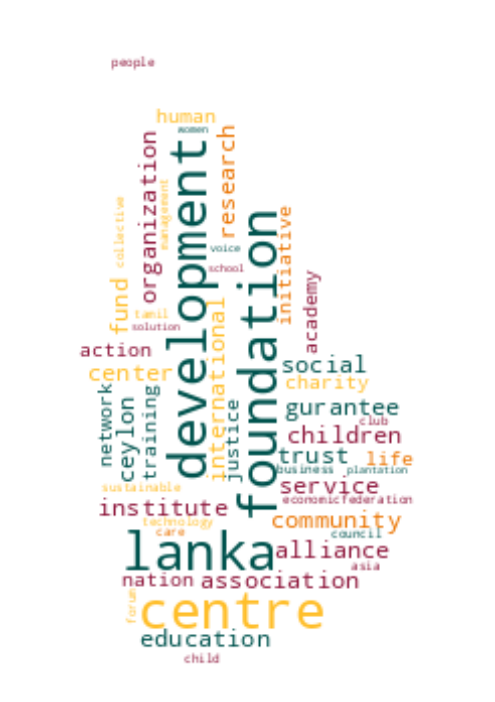 people
human
women
development
organization
research
management
collective
voice
school
foundation
initiative
fund
tamil
solution
international
academy
action
center
social
charity
network
ceylon
training
justice
gurantee
club
children
trust
life
business
plantation
sustainable
service
economic
federation
institute
technology
care
community
council
lanka
alliance
asia
nation
association
forum
centre
education
child